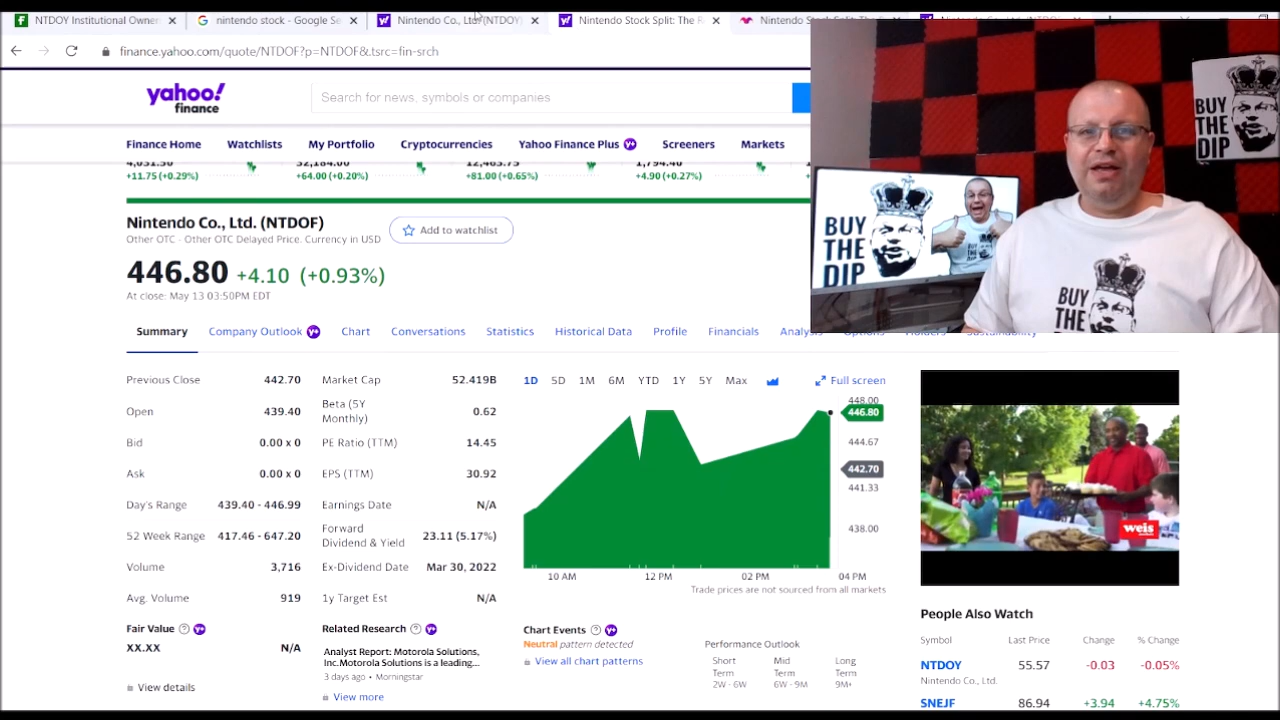 NTDOY Institutional Owner
nintendo stock - Google Se
Nintendo Co., Ltd. (NTDOY)
Nintendo Stock Split: The R
Nintendo Stock Split: The
finance.yahoo.com/quote/NTDOF?p=NTDOF&.tsrc=fin-srch
yahoo!
finance
Search for news, symbols or companies
Finance Home Watchlists My Portfolio Cryptocurrencies Yahoo Finance Plus Y+ Screeners Markets
+11.75 (+0.29%) +64.00 (+0.20%) +81.00 (+0.65%) +4.90 (+0.27%)
Nintendo Co., Ltd. (NTDOF)
Other OTC - Other OTC Delayed Price. Currency in USD
Add to watchlist
446.80 +4.10 (+0.93%)
At close: May 13 03:50PM EDT
Summary Company Outlook Y+ Chart Conversations Statistics Historical Data Profile Financials
Previous Close 442.70
Open 439.40
Bid 0.00 x 0
Ask 0.00 x 0
Day's Range 439.40 - 446.99
52 Week Range 417.46 - 647.20
Volume 3,716
Avg. Volume 919
Market Cap 52.419B
Beta (5Y
Monthly) 0.62
PE Ratio (TTM) 14.45
EPS (TTM) 30.92
Earnings Date N/A
Forward
Dividend & Yield 23.11 (5.17%)
Ex-Dividend Date Mar 30, 2022
1y Target Est N/A
1D 5D 1M 6M YTD 1Y 5Y Max
Full screen
448.00
446.80
444.67
442.70
441.33
438.00
10 AM 12 PM 02 PM 04 PM
Trade prices are not sourced from all markets
Fair Value Y+
XX.XX N/A
View details
Related Research Y+
Analyst Report: Motorola Solutions,
Inc.Motorola Solutions is a leading...
3 days ago • Morningstar
View more
Chart Events Y+
Neutral pattern detected
View all chart patterns
Performance Outlook
Short
Term
2W - 6W
Mid
Term
6W - 9M
Long
Term
9M+
weis
People Also Watch
Symbol Last Price Change % Change
NTDOY 55.57 -0.03 -0.05%
Nintendo Co., Ltd.
SNEJF 86.94 +3.94 +4.75%
BUY
THE
DIP
BUY
THE
DIP
BUY
THE